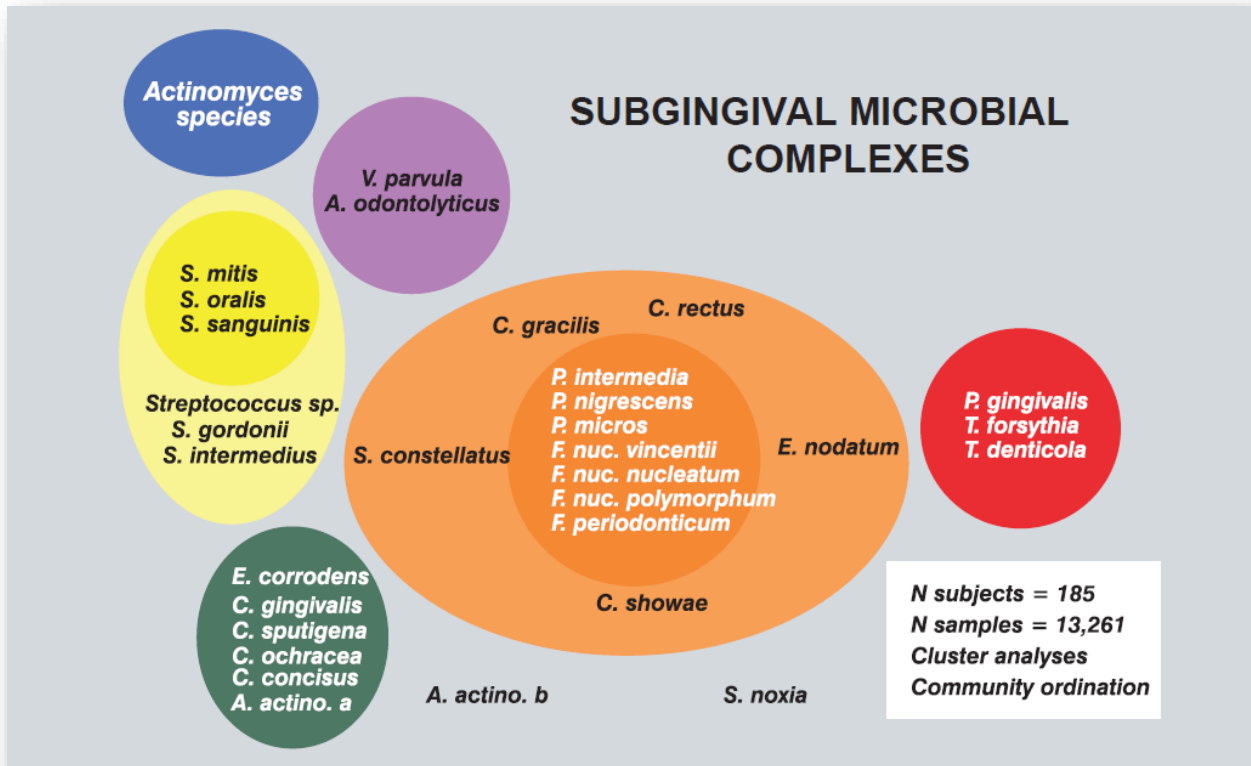 SUBGINGIVAL MICROBIAL
COMPLEXES
Actinomyces
species
V. parvula
A. odontolyticus
S. mitis
S. oralis
S. sanguinis
Streptococcus sp.
S. gordonii
S. intermedius
E. corrodens
C. gingivalis
C. sputigena
C. ochracea
C. concisus
A. actino. a
C. gracilis
C. rectus
P. intermedia
P. nigrescens
P. micros
F. nuc. vincentii
F. nuc. nucleatum
F. nuc. polymorphum
F. periodonticum
S. constellatus
E. nodatum
C. showae
P. gingivalis
T. forsythia
T. denticola
A. actino. b
S. noxia
N subjects = 185
N samples = 13,261
Cluster analyses
Community ordination